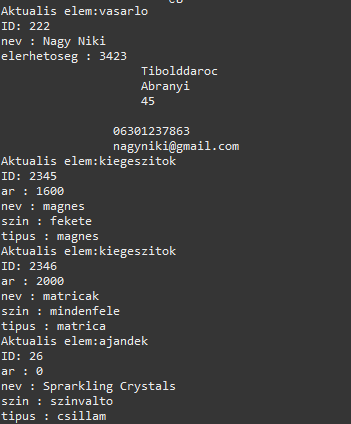 Aktualis elem:vasarlo
ID: 222
nev : Nagy Niki
elerhetoseg : 3423
Tibolddaroc
Abranyi
45
06301237863
nagyniki@gmail.com
Aktualis elem:kiegeszitok
ID: 2345
ar : 1600
nev : magnes
szin : fekete
tipus : magnes
Aktualis elem:kiegeszitok
ID: 2346
ar : 2000
nev : matricak
szin : mindenfele
tipus : matrica
Aktualis elem:ajandek
ID: 26
ar : 0
nev : Sprarkling Crystals
szin : szinvalto
tipus : csillam